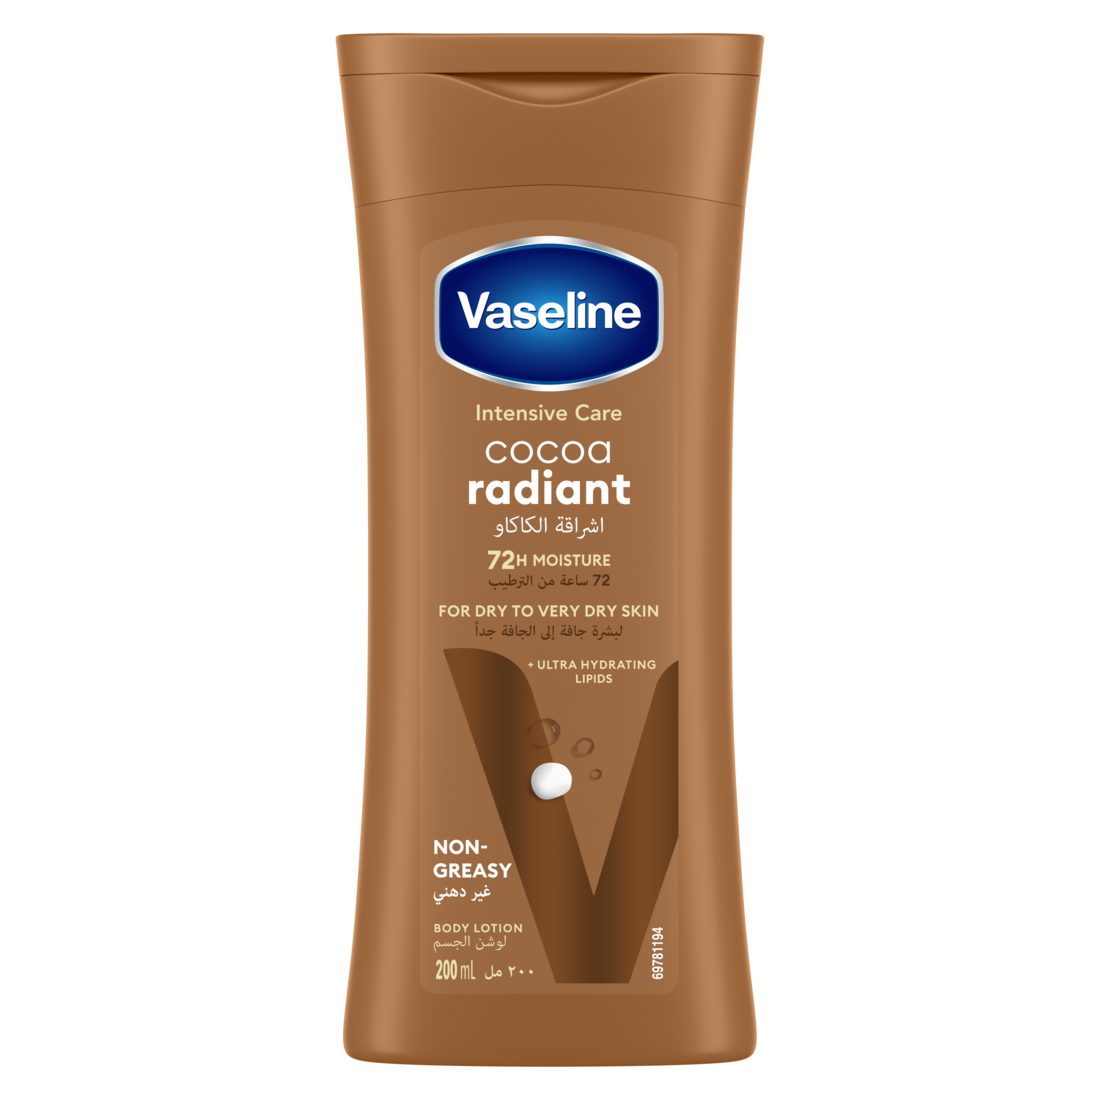 Vaseline
Intensive Care
cocoa
radiant
اشراقة الكاكاو
72H MOISTURE
72 ساعة من الترطيب
FOR DRY TO VERY DRY SKIN
لبشرة جافة إلى الجافة جداً
+ ULTRA HYDRATING
LIPIDS
NON-
GREASY
غير دهني
BODY LOTION
لوشن الجسم
200 mL ٢٠٠ مل
69781194